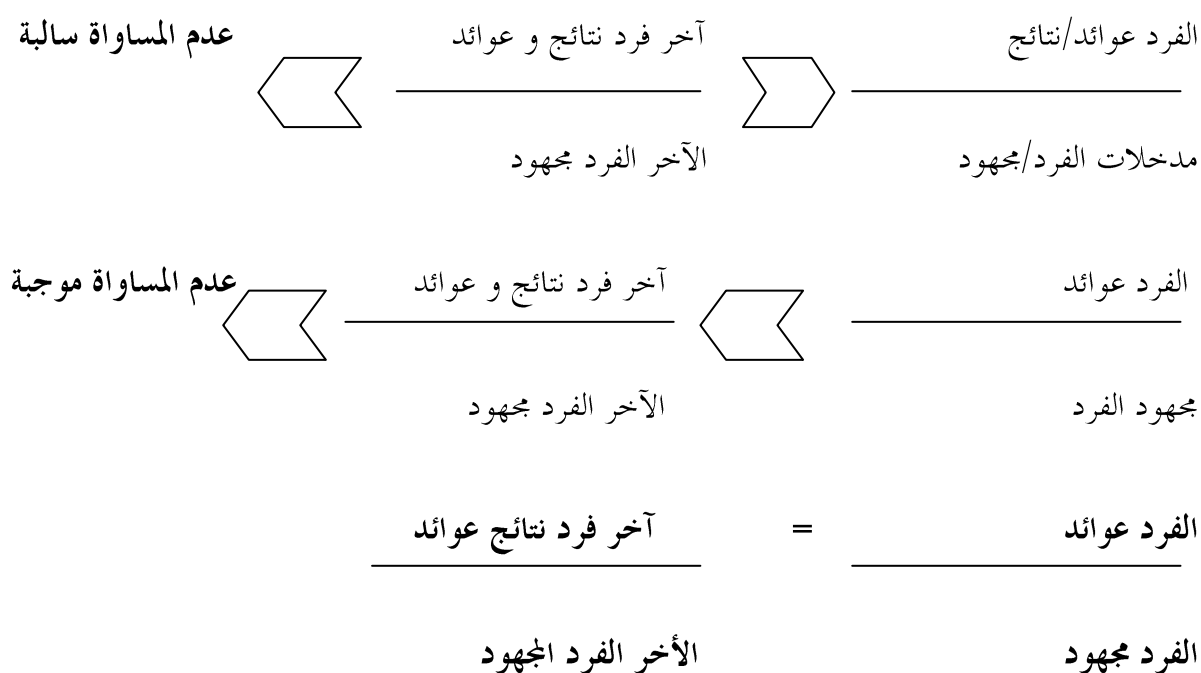 الفرد عوائد/نتائج آخر فرد نتائج و عوائد عدم المساواة سالبة
مدخلات الفرد/مجهود الآخر الفرد مجهود
الفرد عوائد آخر فرد نتائج و عوائد عدم المساواة موجبة
مجهود الفرد الآخر الفرد مجهود
الفرد عوائد = آخر فرد نتائج عوائد
الفرد مجهود الأخر الفرد المجهود